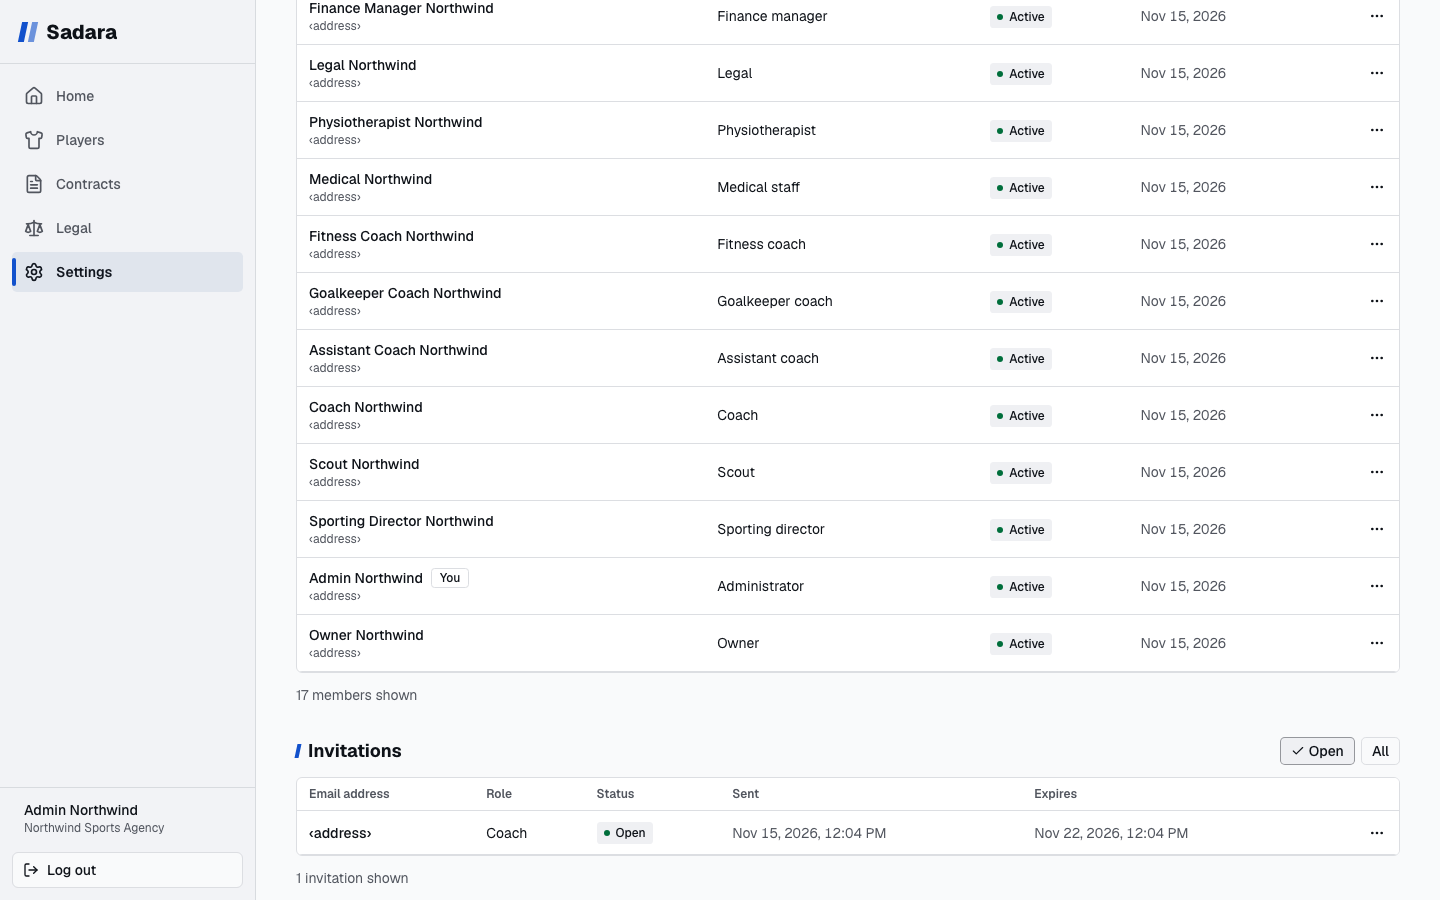 Sadara
Home
Players
Contracts
Legal
Settings
Admin Northwind
Northwind Sports Agency
Log out
Finance Manager Northwind
‹address›
Finance manager
Active
Nov 15, 2026
Legal Northwind
‹address›
Legal
Active
Nov 15, 2026
Physiotherapist Northwind
‹address›
Physiotherapist
Active
Nov 15, 2026
Medical Northwind
‹address›
Medical staff
Active
Nov 15, 2026
Fitness Coach Northwind
‹address›
Fitness coach
Active
Nov 15, 2026
Goalkeeper Coach Northwind
‹address›
Goalkeeper coach
Active
Nov 15, 2026
Assistant Coach Northwind
‹address›
Assistant coach
Active
Nov 15, 2026
Coach Northwind
‹address›
Coach
Active
Nov 15, 2026
Scout Northwind
‹address›
Scout
Active
Nov 15, 2026
Sporting Director Northwind
‹address›
Sporting director
Active
Nov 15, 2026
Admin Northwind You
‹address›
Administrator
Active
Nov 15, 2026
Owner Northwind
‹address›
Owner
Active
Nov 15, 2026
17 members shown
Invitations
Open All
Email address Role Status Sent Expires
‹address› Coach Open Nov 15, 2026, 12:04 PM Nov 22, 2026, 12:04 PM
1 invitation shown